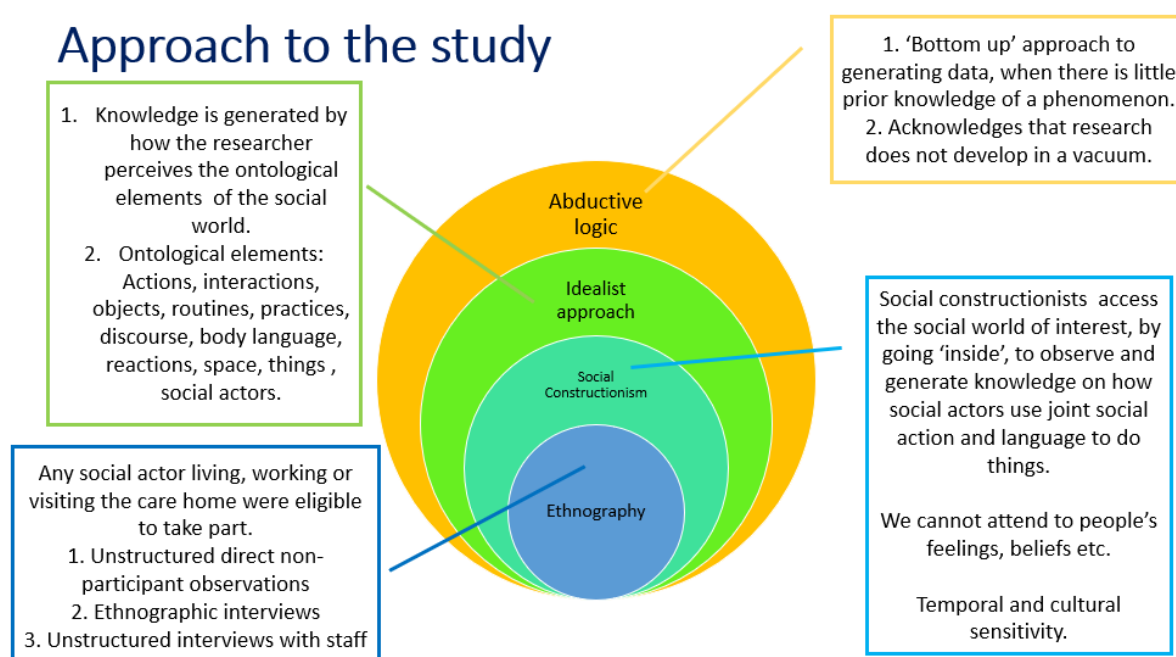 Approach to the study
1. Knowledge is generated by
how the researcher
perceives the ontological
elements of the social
world.
2. Ontological elements:
Actions, interactions,
objects, routines, practices,
discourse, body language,
reactions, space, things ,
social actors.
1. ‘Bottom up’ approach to
generating data, when there is little
prior knowledge of a phenomenon.
2. Acknowledges that research
does not develop in a vacuum.
Abductive
logic
Idealist
approach
Social
Constructionism
Ethnography
Social constructionists access
the social world of interest, by
going ‘inside’, to observe and
generate knowledge on how
social actors use joint social
action and language to do
things.
We cannot attend to people’s
feelings, beliefs etc.
Temporal and cultural
sensitivity.
Any social actor living, working or
visiting the care home were eligible
to take part.
1. Unstructured direct non-
participant observations
2. Ethnographic interviews
3. Unstructured interviews with staff